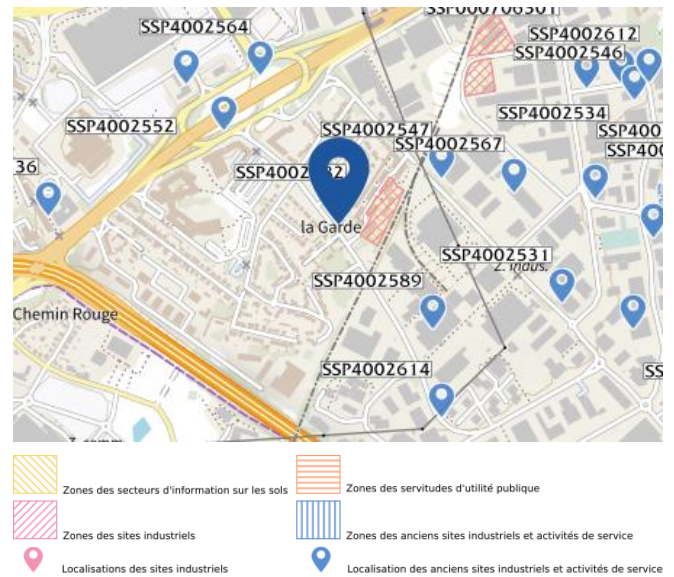 SSP000706301
SSP4002564
SSP4002612
SSP4002546
SSP4002534
SSP4002552
SSP4002547
SSP400
SSP4002567
SSP400
36
la Garde
SSP4002531
Z. indus.
SSP4002589
Chemin Rouge
SSP4002614
SS
Zones des secteurs d'information sur les sols
Zones des servitudes d'utilité publique
Zones des sites industriels
Zones des anciens sites industriels et activités de service
Localisations des sites industriels
Localisation des anciens sites industriels et activités de service